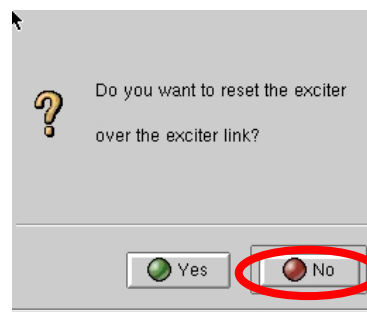 Do you want to reset the exciter
over the exciter link?
Yes No